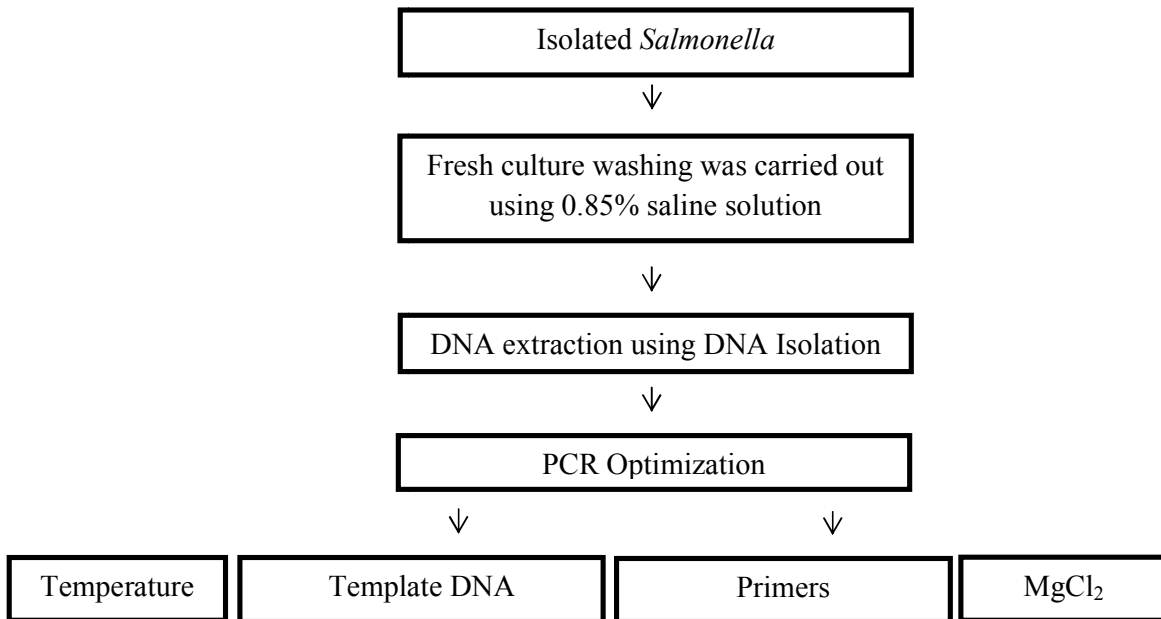 Isolated Salmonella
Fresh culture washing was carried out
using 0.85% saline solution
DNA extraction using DNA Isolation
PCR Optimization
Temperature
Template DNA
Primers
MgCl₂